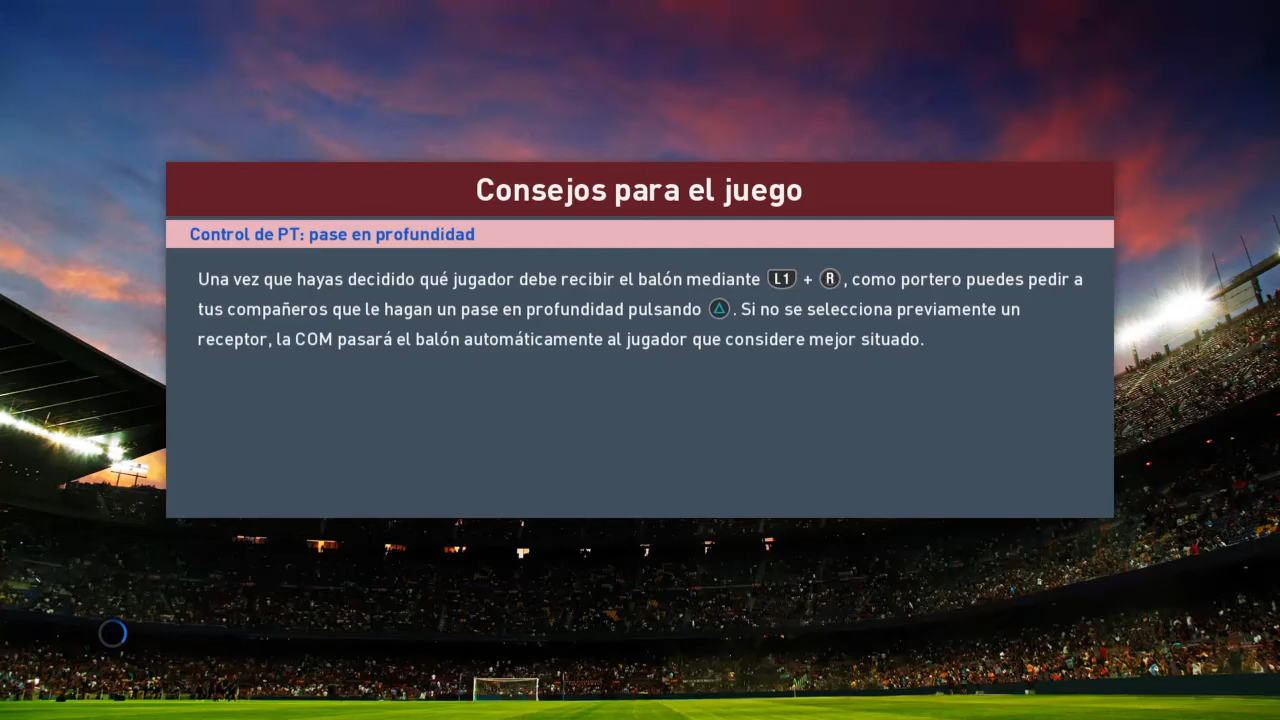 Consejos para el juego
Control de PT: pase en profundidad
Una vez que hayas decidido qué jugador debe recibir el balón mediante L1 + R, como portero puedes pedir a
tus compañeros que le hagan un pase en profundidad pulsando △. Si no se selecciona previamente un
receptor, la COM pasará el balón automáticamente al jugador que considere mejor situado.